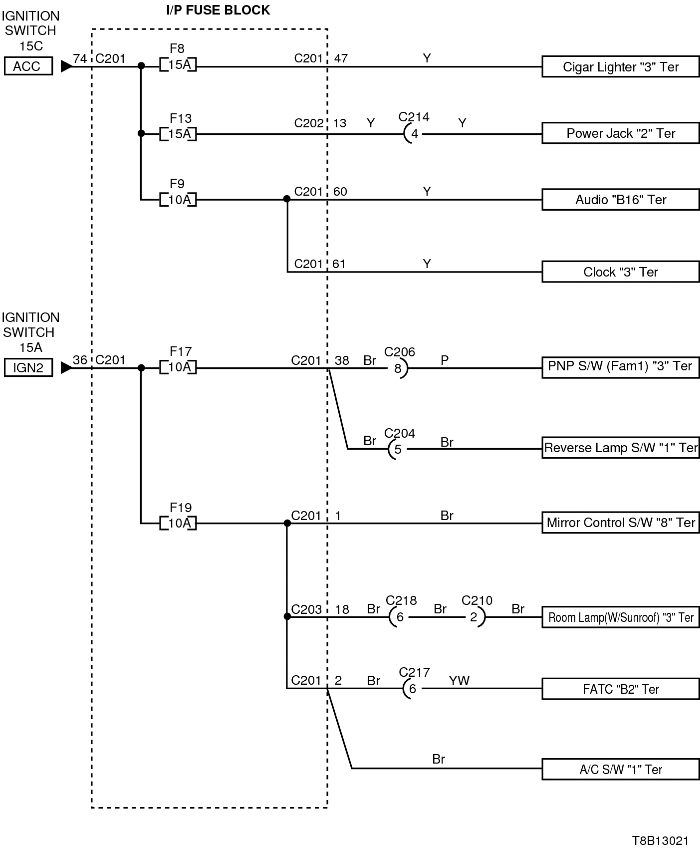 I/P FUSE BLOCK
IGNITION
SWITCH
15C
ACC
74 C201
F8
15A
C201 47 Y
Cigar Lighter "3" Ter
F13
15A
C202 13 Y C214 4 Y
Power Jack "2" Ter
F9
10A
C201 60 Y
Audio "B16" Ter
C201 61 Y
Clock "3" Ter
IGNITION
SWITCH
15A
IGN2
36 C201
F17
10A
C201 38 Br C206 8 P
PNP S/W (Fam1) "3" Ter
Br C204 5 Br
Reverse Lamp S/W "1" Ter
F19
10A
C201 1 Br
Mirror Control S/W "8" Ter
C203 18 Br C218 6 Br C210 2 Br
Room Lamp(W/Sunroof) "3" Ter
C201 2 Br C217 6 YW
FATC "B2" Ter
Br
A/C S/W "1" Ter
T8B13021